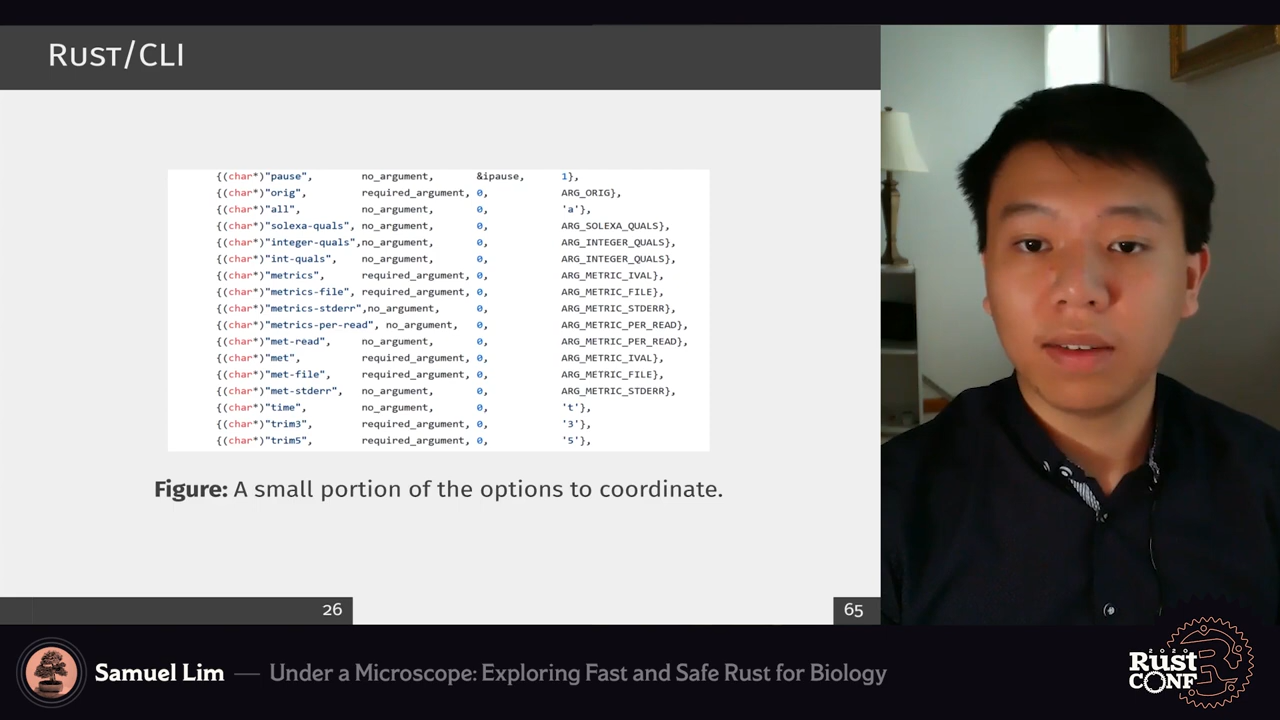 Rust/CLI
{(char*)"pause", no_argument, &ipause, 1},
{(char*)"orig", required_argument, 0, ARG_ORIG},
{(char*)"all", no_argument, 0, 'a'},
{(char*)"solexa-quals", no_argument, 0, ARG_SOLEXA_QUALS},
{(char*)"integer-quals",no_argument, 0, ARG_INTEGER_QUALS},
{(char*)"int-quals", no_argument, 0, ARG_INTEGER_QUALS},
{(char*)"metrics", required_argument, 0, ARG_METRIC_IVAL},
{(char*)"metrics-file", required_argument, 0, ARG_METRIC_FILE},
{(char*)"metrics-stderr",no_argument, 0, ARG_METRIC_STDERR},
{(char*)"metrics-per-read", no_argument, 0, ARG_METRIC_PER_READ},
{(char*)"met-read", no_argument, 0, ARG_METRIC_PER_READ},
{(char*)"met", required_argument, 0, ARG_METRIC_IVAL},
{(char*)"met-file", required_argument, 0, ARG_METRIC_FILE},
{(char*)"met-stderr", no_argument, 0, ARG_METRIC_STDERR},
{(char*)"time", no_argument, 0, 't'},
{(char*)"trim3", required_argument, 0, '3'},
{(char*)"trim5", required_argument, 0, '5'},
Figure: A small portion of the options to coordinate.
26 65
Samuel Lim — Under a Microscope: Exploring Fast and Safe Rust for Biology
2020
Rust
CONF
R